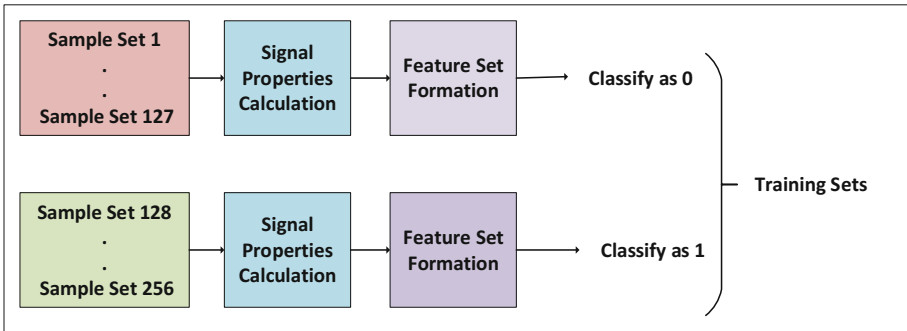 Sample Set 1
.
.
Sample Set 127
Signal
Properties
Calculation
Feature Set
Formation
Classify as 0
Sample Set 128
.
.
Sample Set 256
Signal
Properties
Calculation
Feature Set
Formation
Classify as 1
Training Sets